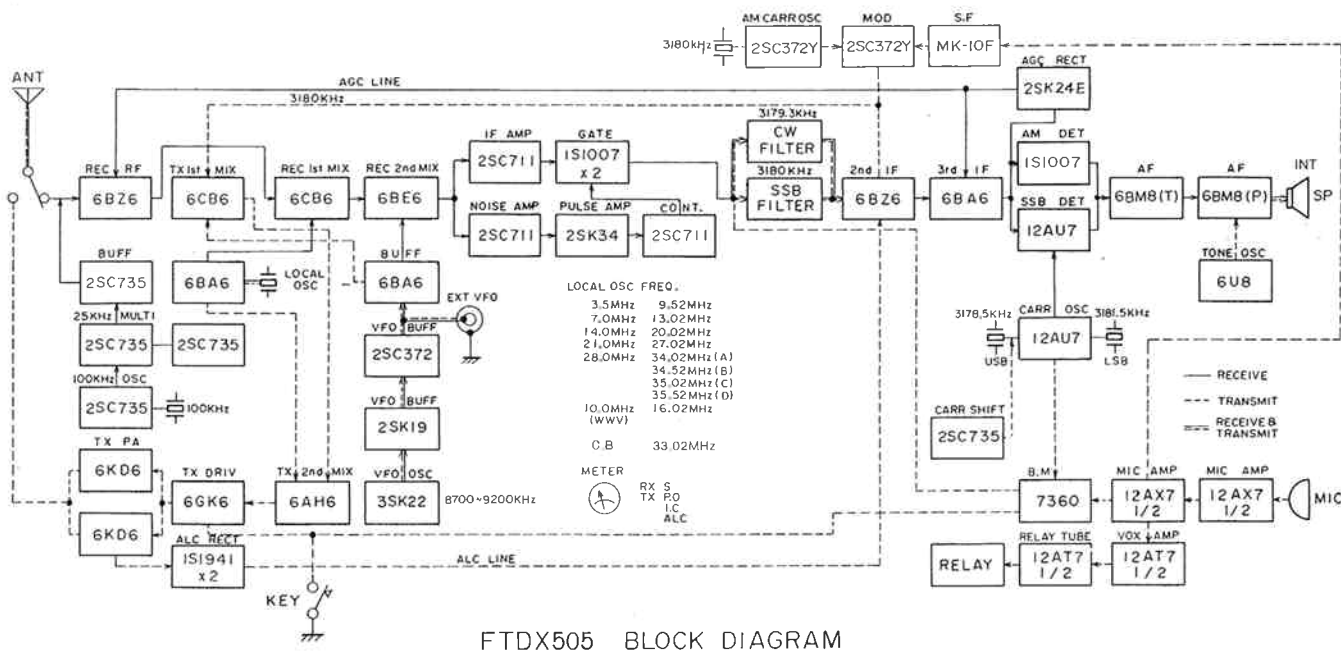 AM CARR OSC
MOD
S.F
3180kHz
2SC372Y
2SC372Y
MK-10F
ANT
AGC LINE
3180KHz
AGC RECT
2SK24E
IF AMP
GATE
3179.3KHz
CW FILTER
AM DET
REC RF
TX 1st MIX
REC 1st MIX
REC 2nd MIX
2SC711
1S1007 x2
3180KHz
2nd IF
3rd IF
1S1007
AF
AF
INT
6BZ6
6CB6
6CB6
6BE6
NOISE AMP
PULSE AMP
CONT.
SSB FILTER
6BZ6
6BA6
SSB DET
6BM8(T)
6BM8(P)
SP
2SC711
2SK34
2SC711
12AU7
BUFF
BUFF
TONE OSC
2SC735
6BA6
LOCAL OSC
6BA6
EXT VFO
6U8
LOCAL OSC FREQ.
3.5MHz 9.52MHz
7.0MHz 13.02MHz
14.0MHz 20.02MHz
21.0MHz 27.02MHz
28.0MHz 34.02MHz(A)
34.52MHz(B)
35.02MHz(C)
35.52MHz(D)
10.0MHz 16.02MHz
(WWV)
C.B 33.02MHz
25KHz MULTI
VFO BUFF
3178.5KHz
CARR OSC
3181.5KHz
2SC735
2SC735
2SC372
12AU7
USB
LSB
100KHz OSC
2SC735
100KHz
VFO BUFF
2SK19
CARR SHIFT
2SC735
RECEIVE
TRANSMIT
RECEIVE & TRANSMIT
TX PA
6KD6
TX DRIV
TX 2nd MIX
VFO OSC
METER
RX S
TX P.O
I.C
ALC
B.M
MIC AMP
MIC AMP
6GK6
6AH6
3SK22
8700~9200KHz
7360
12AX7 1/2
12AX7 1/2
MIC
6KD6
ALC RECT
1S1941 x2
ALC LINE
RELAY TUBE
VOX AMP
RELAY
12AT7 1/2
12AT7 1/2
KEY
FTDX505 BLOCK DIAGRAM